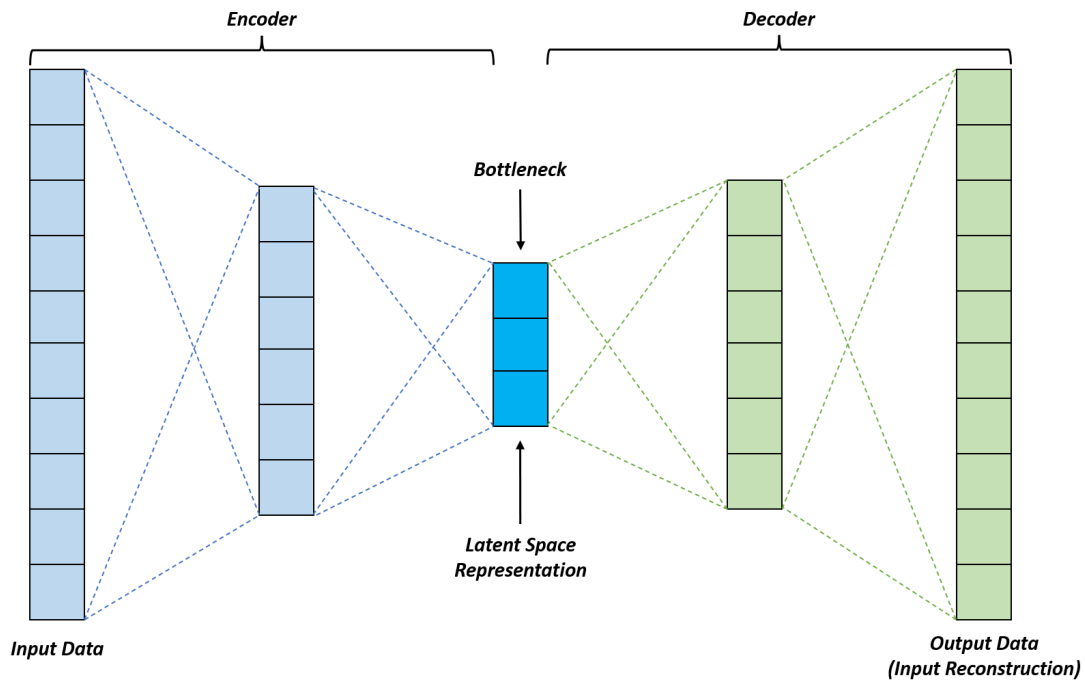 Encoder
Decoder
Bottleneck
Latent Space
Representation
Input Data
Output Data
(Input Reconstruction)